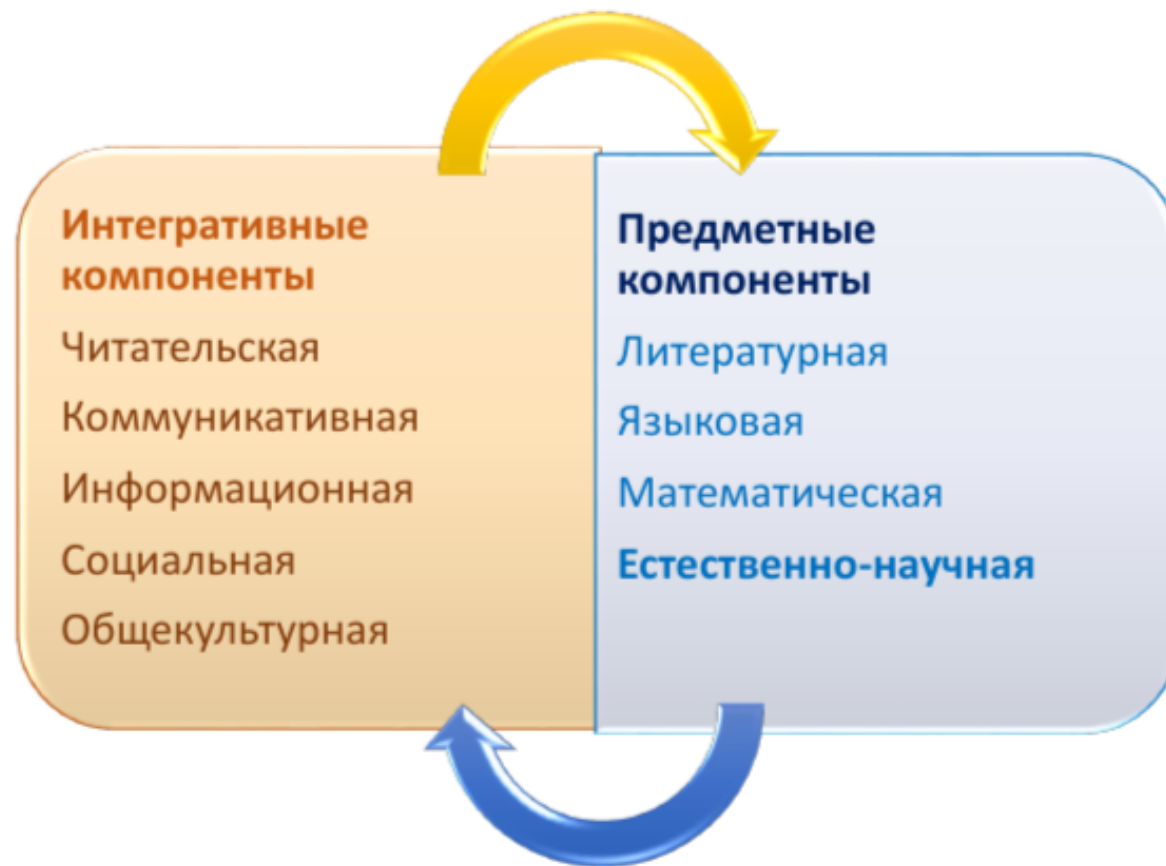 Интегративные
компоненты
Читательская
Коммуникативная
Информационная
Социальная
Общекультурная
Предметные
компоненты
Литературная
Языковая
Математическая
Естественно-научная